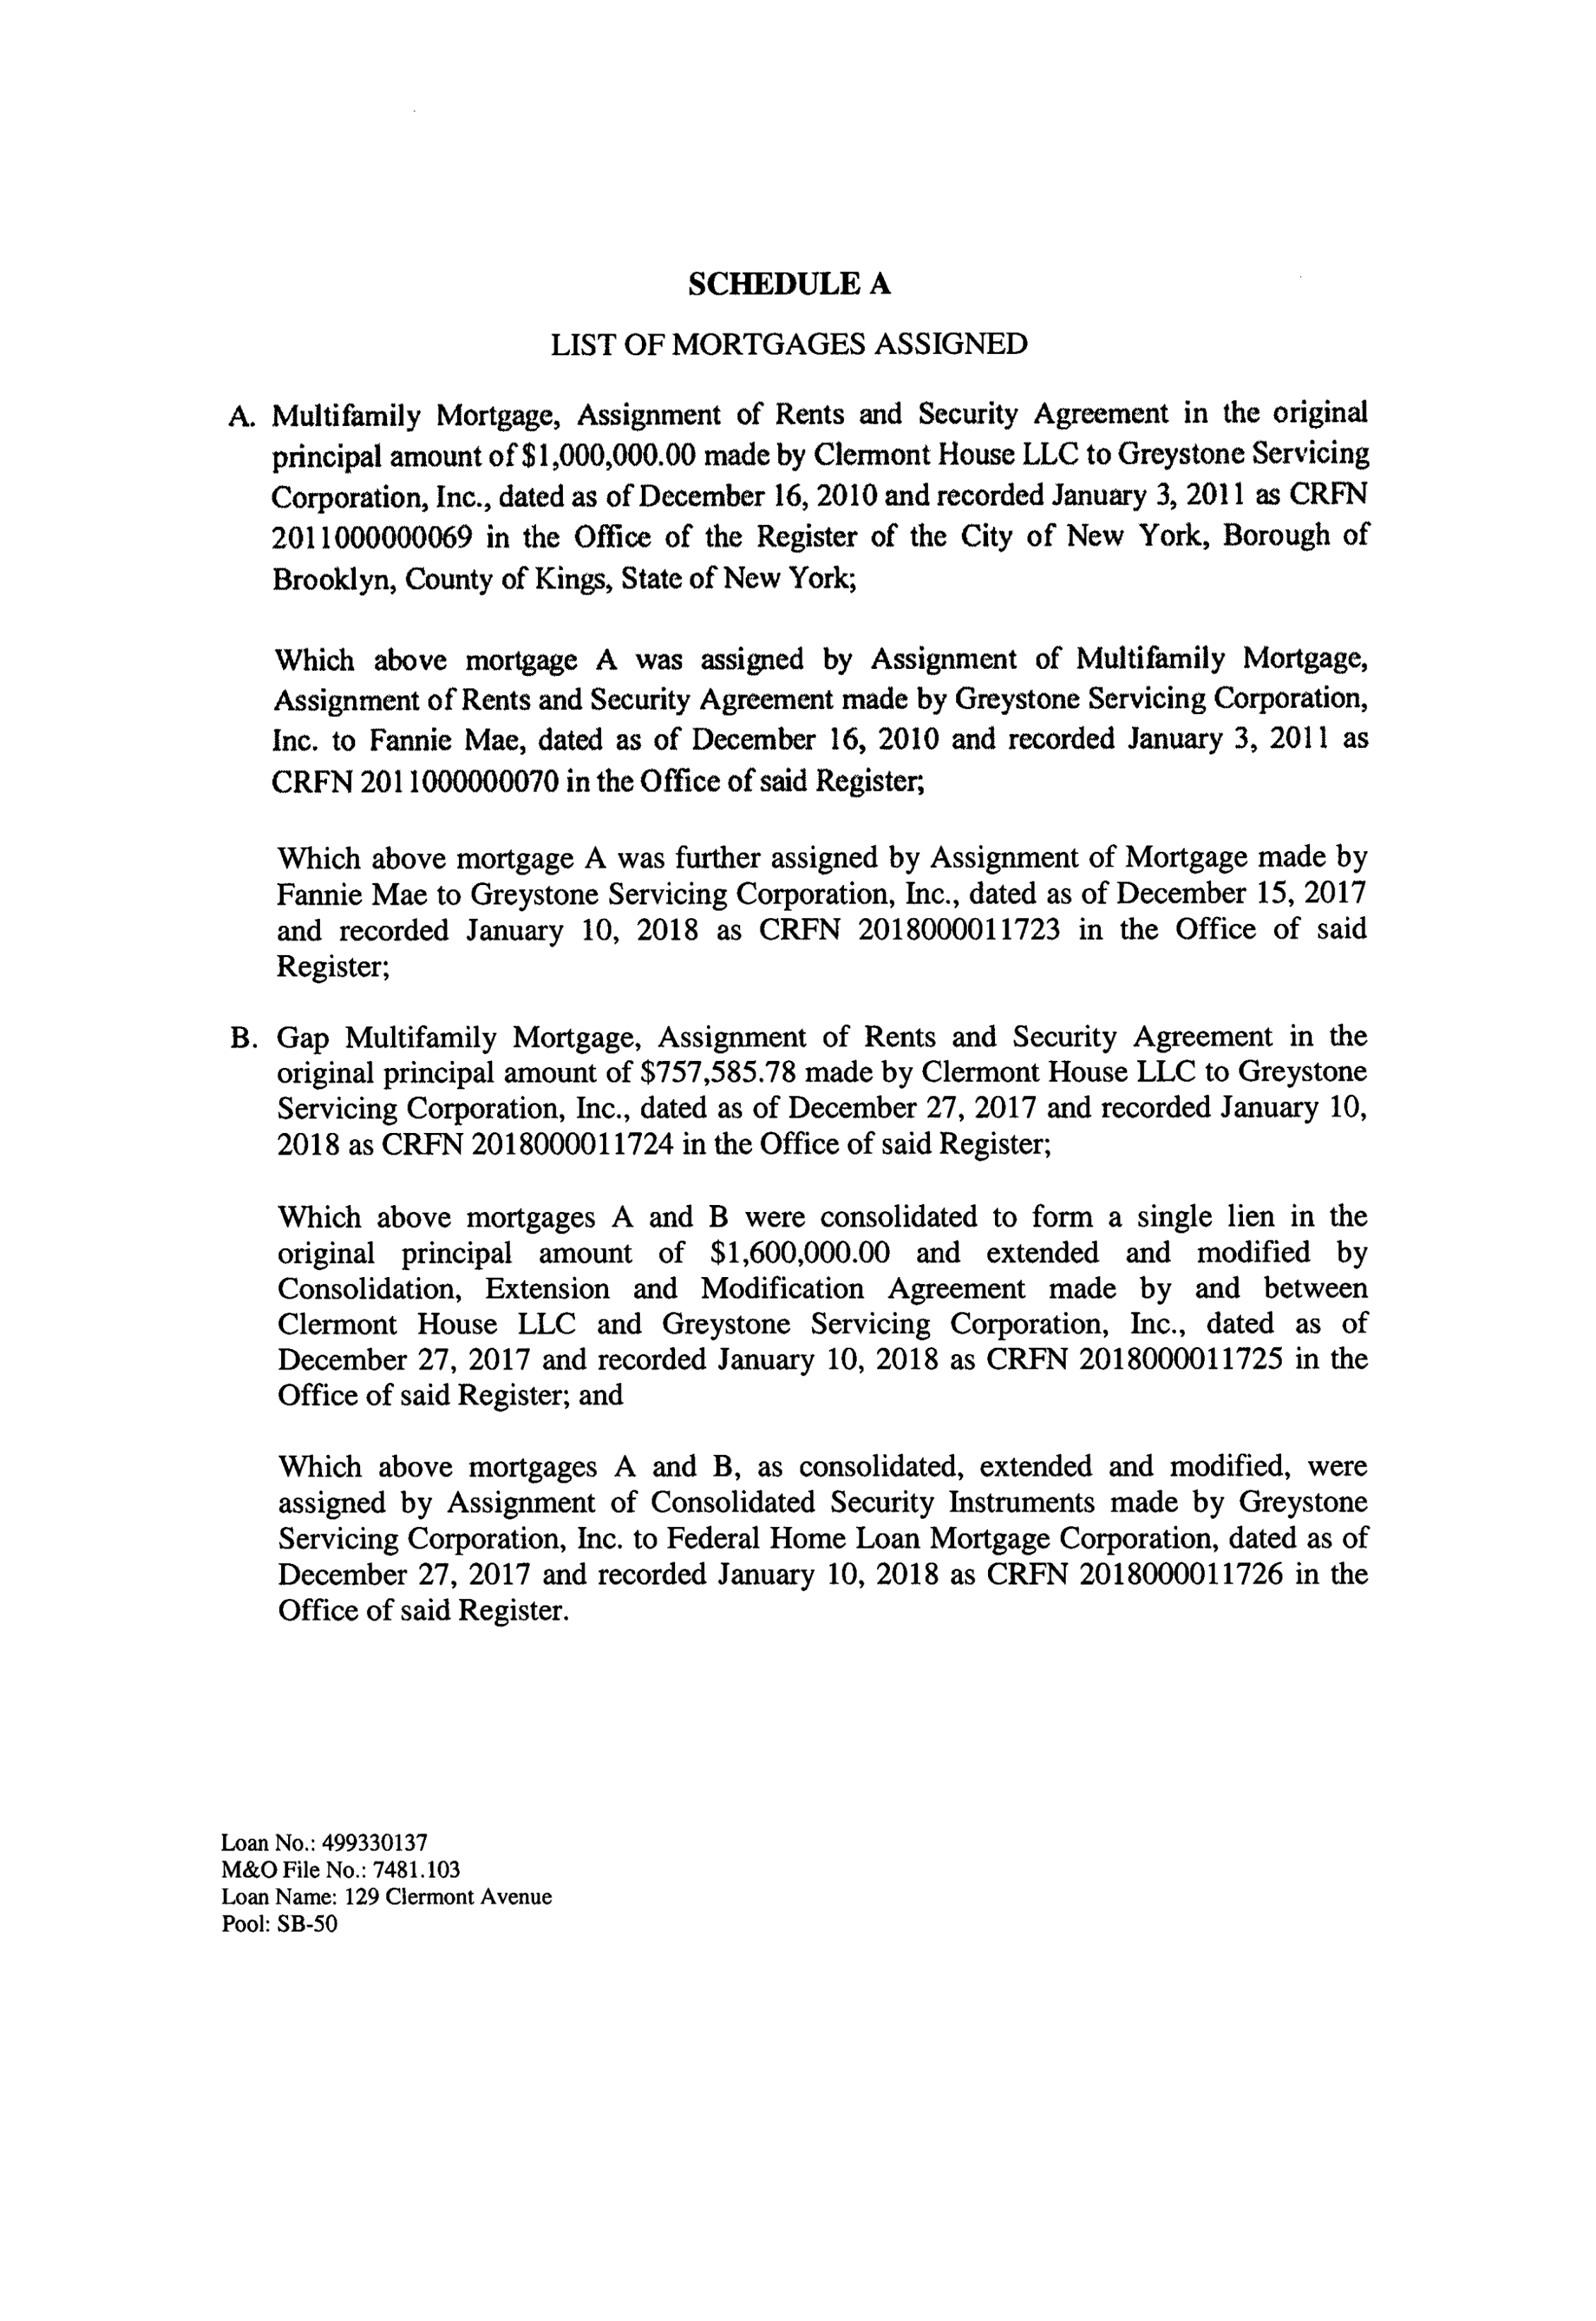 SCHEDULE A
LIST OF MORTGAGES ASSIGNED
A. Multifamily Mortgage, Assignment of Rents and Security Agreement in the original
principal amount of $1,000,000.00 made by Clermont House LLC to Greystone Servicing
Corporation, Inc., dated as of December 16, 2010 and recorded January 3, 2011 as CRFN
2011000000069 in the Office of the Register of the City of New York, Borough of
Brooklyn, County of Kings, State of New York;
Which above mortgage A was assigned by Assignment of Multifamily Mortgage,
Assignment of Rents and Security Agreement made by Greystone Servicing Corporation,
Inc. to Fannie Mae, dated as of December 16, 2010 and recorded January 3, 2011 as
CRFN 2011000000070 in the Office of said Register;
Which above mortgage A was further assigned by Assignment of Mortgage made by
Fannie Mae to Greystone Servicing Corporation, Inc., dated as of December 15, 2017
and recorded January 10, 2018 as CRFN 2018000011723 in the Office of said
Register;
B. Gap Multifamily Mortgage, Assignment of Rents and Security Agreement in the
original principal amount of $757,585.78 made by Clermont House LLC to Greystone
Servicing Corporation, Inc., dated as of December 27, 2017 and recorded January 10,
2018 as CRFN 2018000011724 in the Office of said Register;
Which above mortgages A and B were consolidated to form a single lien in the
original principal amount of $1,600,000.00 and extended and modified by
Consolidation, Extension and Modification Agreement made by and between
Clermont House LLC and Greystone Servicing Corporation, Inc., dated as of
December 27, 2017 and recorded January 10, 2018 as CRFN 2018000011725 in the
Office of said Register; and
Which above mortgages A and B, as consolidated, extended and modified, were
assigned by Assignment of Consolidated Security Instruments made by Greystone
Servicing Corporation, Inc. to Federal Home Loan Mortgage Corporation, dated as of
December 27, 2017 and recorded January 10, 2018 as CRFN 2018000011726 in the
Office of said Register.
Loan No.: 499330137
M&O File No.: 7481.103
Loan Name: 129 Clermont Avenue
Pool: SB-50